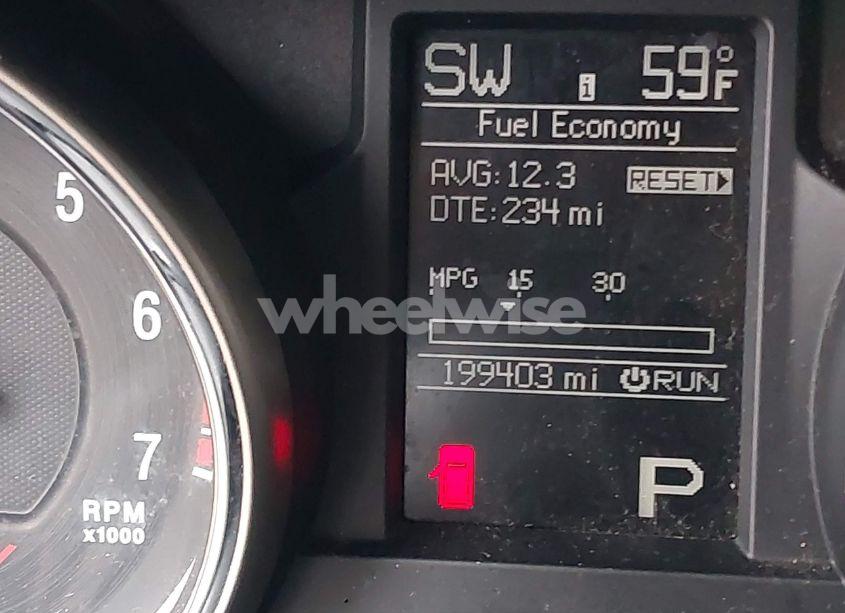 SW i 59°F
Fuel Economy
AVG:12.3 RESET
DTE:234 mi
MPG 15 30
199403 mi RUN
P
5
6
7
RPM
x1000
wheelwise